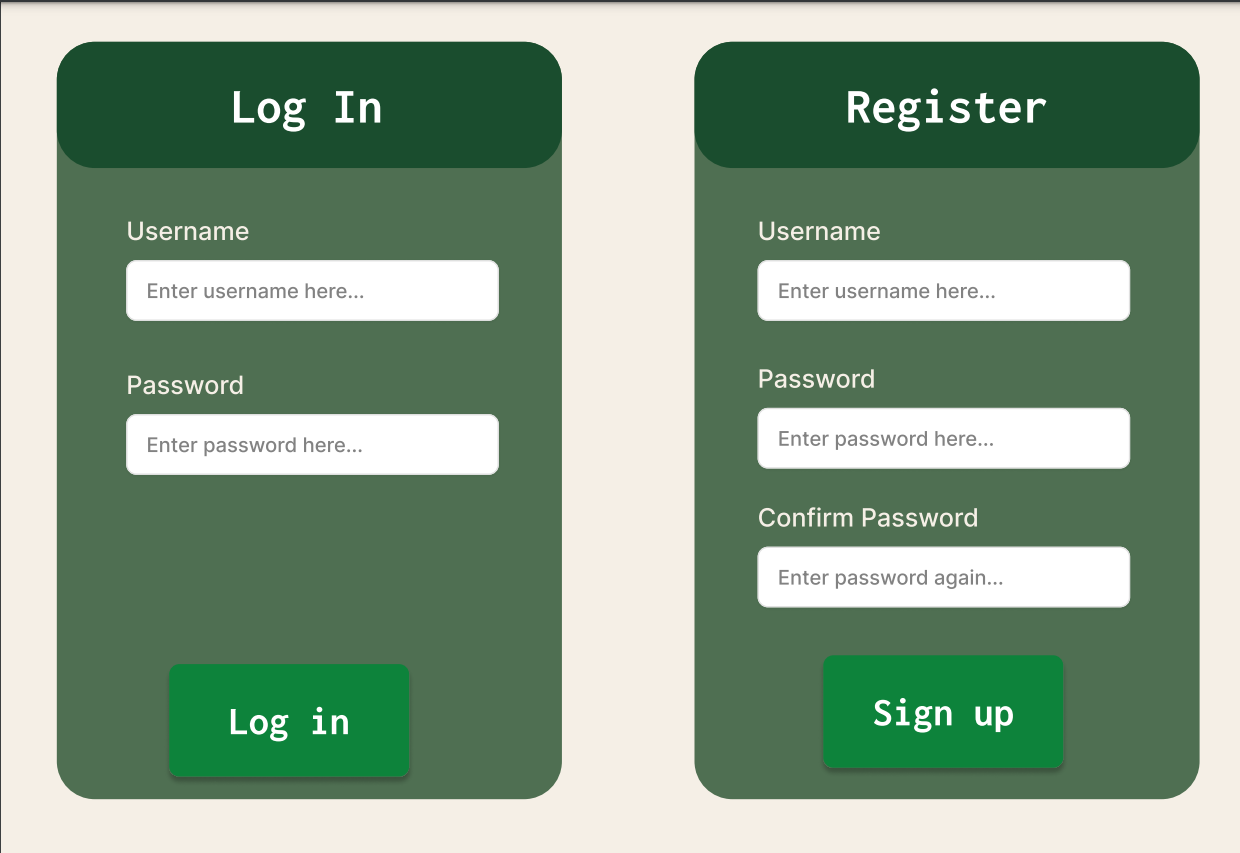 Log In
Username
Enter username here...
Password
Enter password here...
Log in
Register
Username
Enter username here...
Password
Enter password here...
Confirm Password
Enter password again...
Sign up